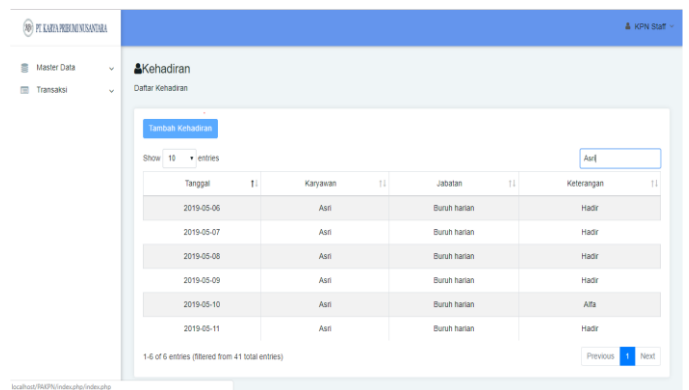 PT. KARYA PRIBUMI NUSANTARA
KPN Staff
Master Data
Transaksi
Kehadiran
Daftar Kehadiran
Tambah Kehadiran
Show 10 entries
Asri
Tanggal Karyawan Jabatan Keterangan
2019-05-06 Asri Buruh harian Hadir
2019-05-07 Asri Buruh harian Hadir
2019-05-08 Asri Buruh harian Hadir
2019-05-09 Asri Buruh harian Hadir
2019-05-10 Asri Buruh harian Alfa
2019-05-11 Asri Buruh harian Hadir
1-6 of 6 entries (filtered from 41 total entries)
Previous 1 Next
localhost/PAKPN/index.php/index.php